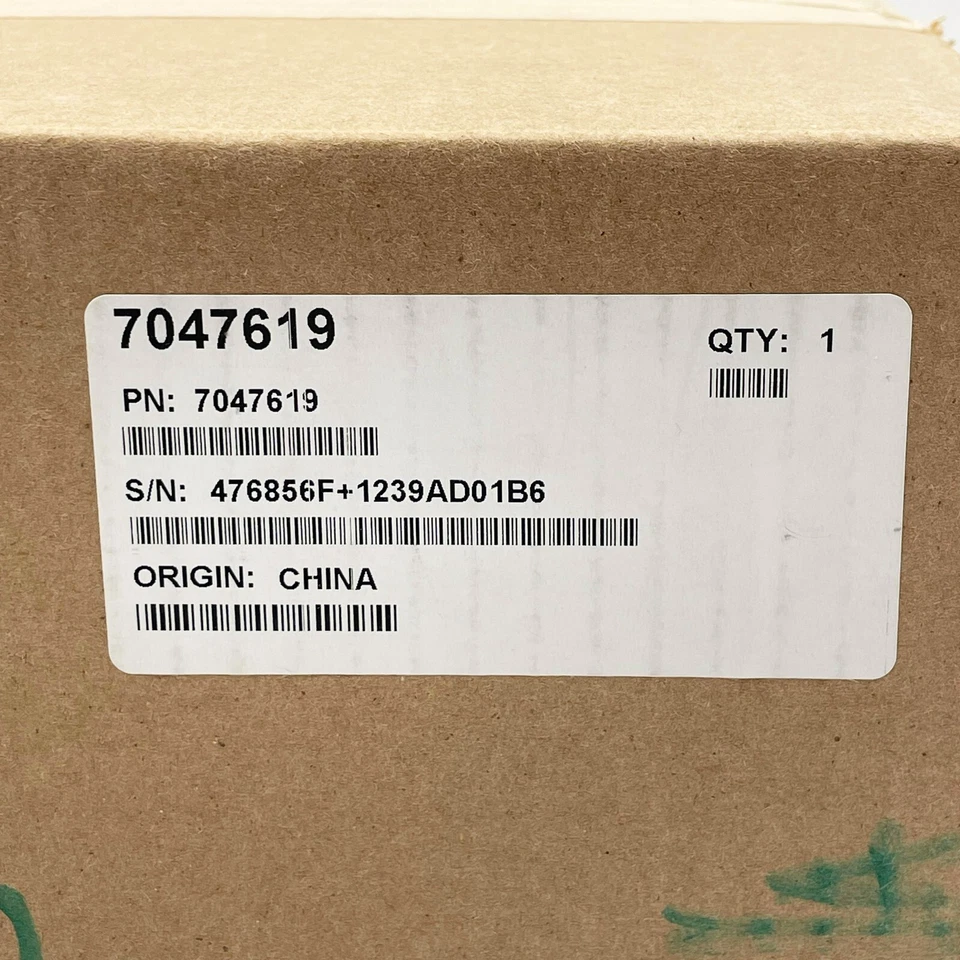 7047619
QTY: 1
PN: 7047619
S/N: 476856F+1239AD01B6
ORIGIN: CHINA